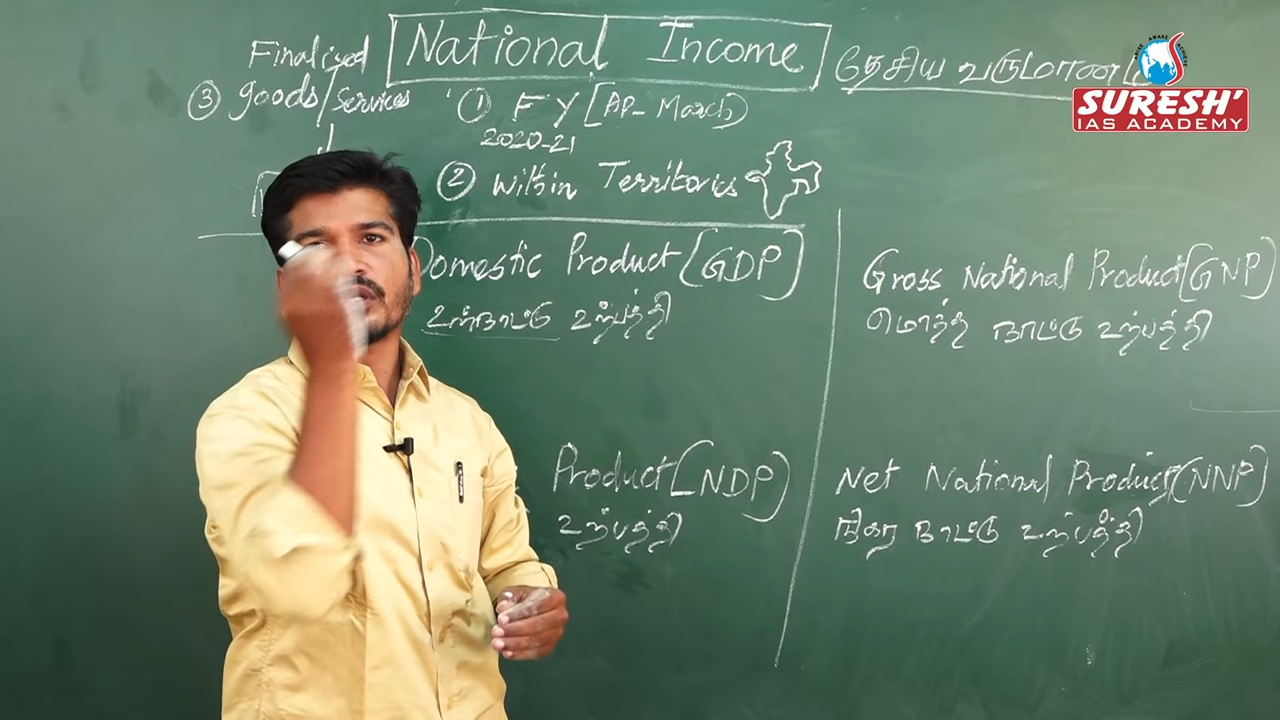 National Income
தேசிய வருமானம்
Finalised
③ goods/services
① FY [AP- March)
2020-21
② Within Territories
Domestic Product (GDP)
உள்நாட்டு உற்பத்தி
Gross National Product (GNP)
மொத்த நாட்டு உற்பத்தி
Product (NDP)
உற்பத்தி
Net National Product (NNP)
நிகர நாட்டு உற்பத்தி
SURESH'
IAS ACADEMY